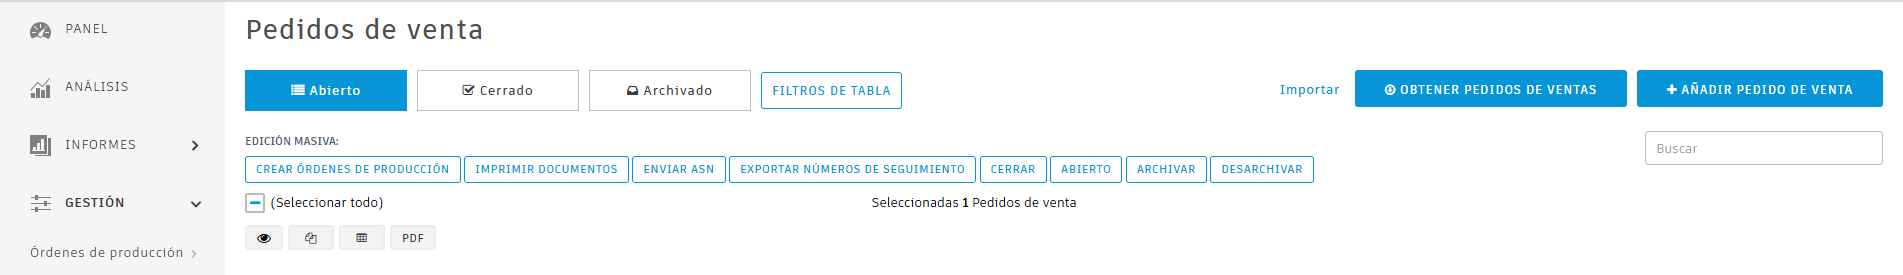 PANEL
ANÁLISIS
INFORMES
GESTIÓN
Órdenes de producción
Pedidos de venta
Abierto
Cerrado
Archivado
FILTROS DE TABLA
Importar
OBTENER PEDIDOS DE VENTAS
AÑADIR PEDIDO DE VENTA
EDICIÓN MASIVA:
Buscar
CREAR ÓRDENES DE PRODUCCIÓN
IMPRIMIR DOCUMENTOS
ENVIAR ASN
EXPORTAR NÚMEROS DE SEGUIMIENTO
CERRAR
ABIERTO
ARCHIVAR
DESARCHIVAR
(Seleccionar todo)
Seleccionadas 1 Pedidos de venta
PDF